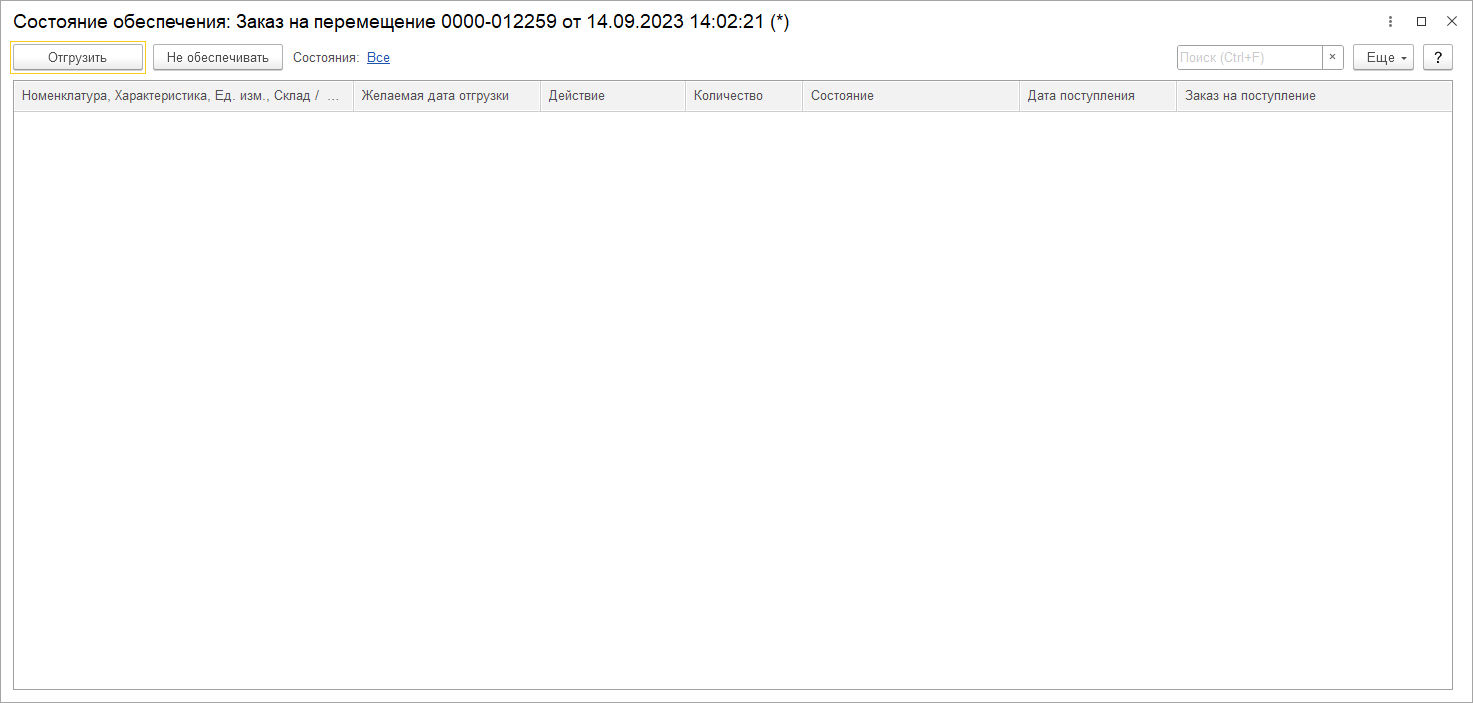 Состояние обеспечения: Заказ на перемещение 0000-012259 от 14.09.2023 14:02:21 (*)
Отгрузить Не обеспечивать Состояния: Все Поиск (Ctrl+F) × Еще ?
Номенклатура, Характеристика, Ед. изм., Склад / ... Желаемая дата отгрузки Действие Количество Состояние Дата поступления Заказ на поступление